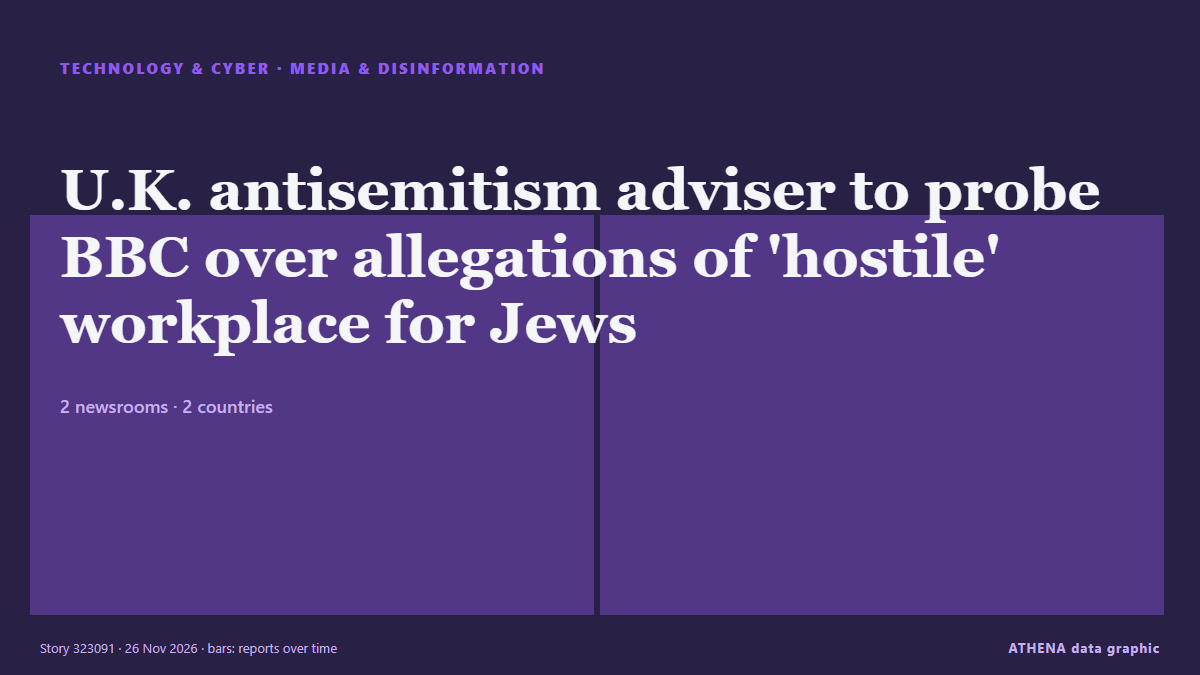 TECHNOLOGY & CYBER · MEDIA & DISINFORMATION
U.K. antisemitism adviser to probe
BBC over allegations of 'hostile'
workplace for Jews
2 newsrooms · 2 countries
Story 323091 · 26 Nov 2026 · bars: reports over time
ATHENA data graphic